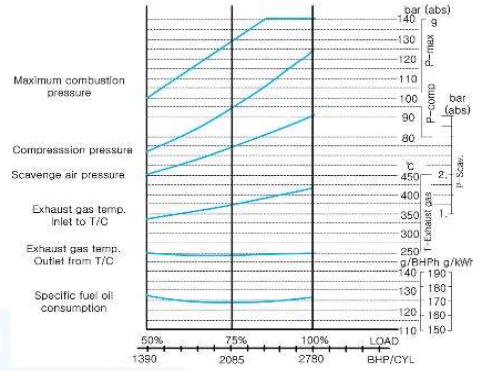 bar (abs)
140
9
130
120
110
100
90
80
P-max
P-comp
bar
(abs)
℃
450
400
350
300
250
2.
1.
P-Scav.
T-Exhaust gas
g/BHPh g/kWh
140
130
120
110
190
180
170
160
150
Maximum combustion
pressure
Compresssion pressure
Scavenge air pressure
Exhaust gas temp.
Inlet to T/C
Exhaust gas temp.
Outlet from T/C
Specific fuel oil
consumption
50% 75% 100% LOAD
1390 2085 2780 BHP/CYL